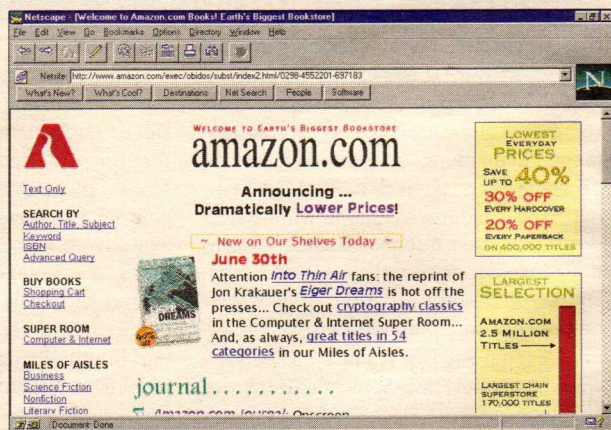 Netscape - [Welcome to Amazon.com Books! Earth's Biggest Bookstore]
File Edit View Go Bookmarks Options Directory Window Help
Netsite: http://www.amazon.com/exec/obidos/subst/index2.html/0298-4552201-697183
What's New? What's Cool? Destinations Net Search People Software
N
WELCOME TO EARTH'S BIGGEST BOOKSTORE
amazon.com
Announcing ...
Dramatically Lower Prices!
~ New on Our Shelves Today ~
June 30th
Attention Into Thin Air fans: the reprint of
Jon Krakauer's Eiger Dreams is hot off the
presses... Check out cryptography classics
in the Computer & Internet Super Room...
And, as always, great titles in 54
categories in our Miles of Aisles.
DREAMS
40% off
journal...........
Amazon.com Journal: Onscreen
Text Only
SEARCH BY
Author, Title, Subject
Keyword
ISBN
Advanced Query
BUY BOOKS
Shopping Cart
Checkout
SUPER ROOM
Computer & Internet
MILES OF AISLES
Business
Science Fiction
Nonfiction
Literary Fiction
LOWEST
EVERYDAY
PRICES
SAVE
UP TO 40%
30% OFF
EVERY HARDCOVER
20% OFF
EVERY PAPERBACK
ON 400,000 TITLES
LARGEST
SELECTION
AMAZON.COM
2.5 MILLION
TITLES
LARGEST CHAIN
SUPERSTORE
170,000 TITLES
Document: Done